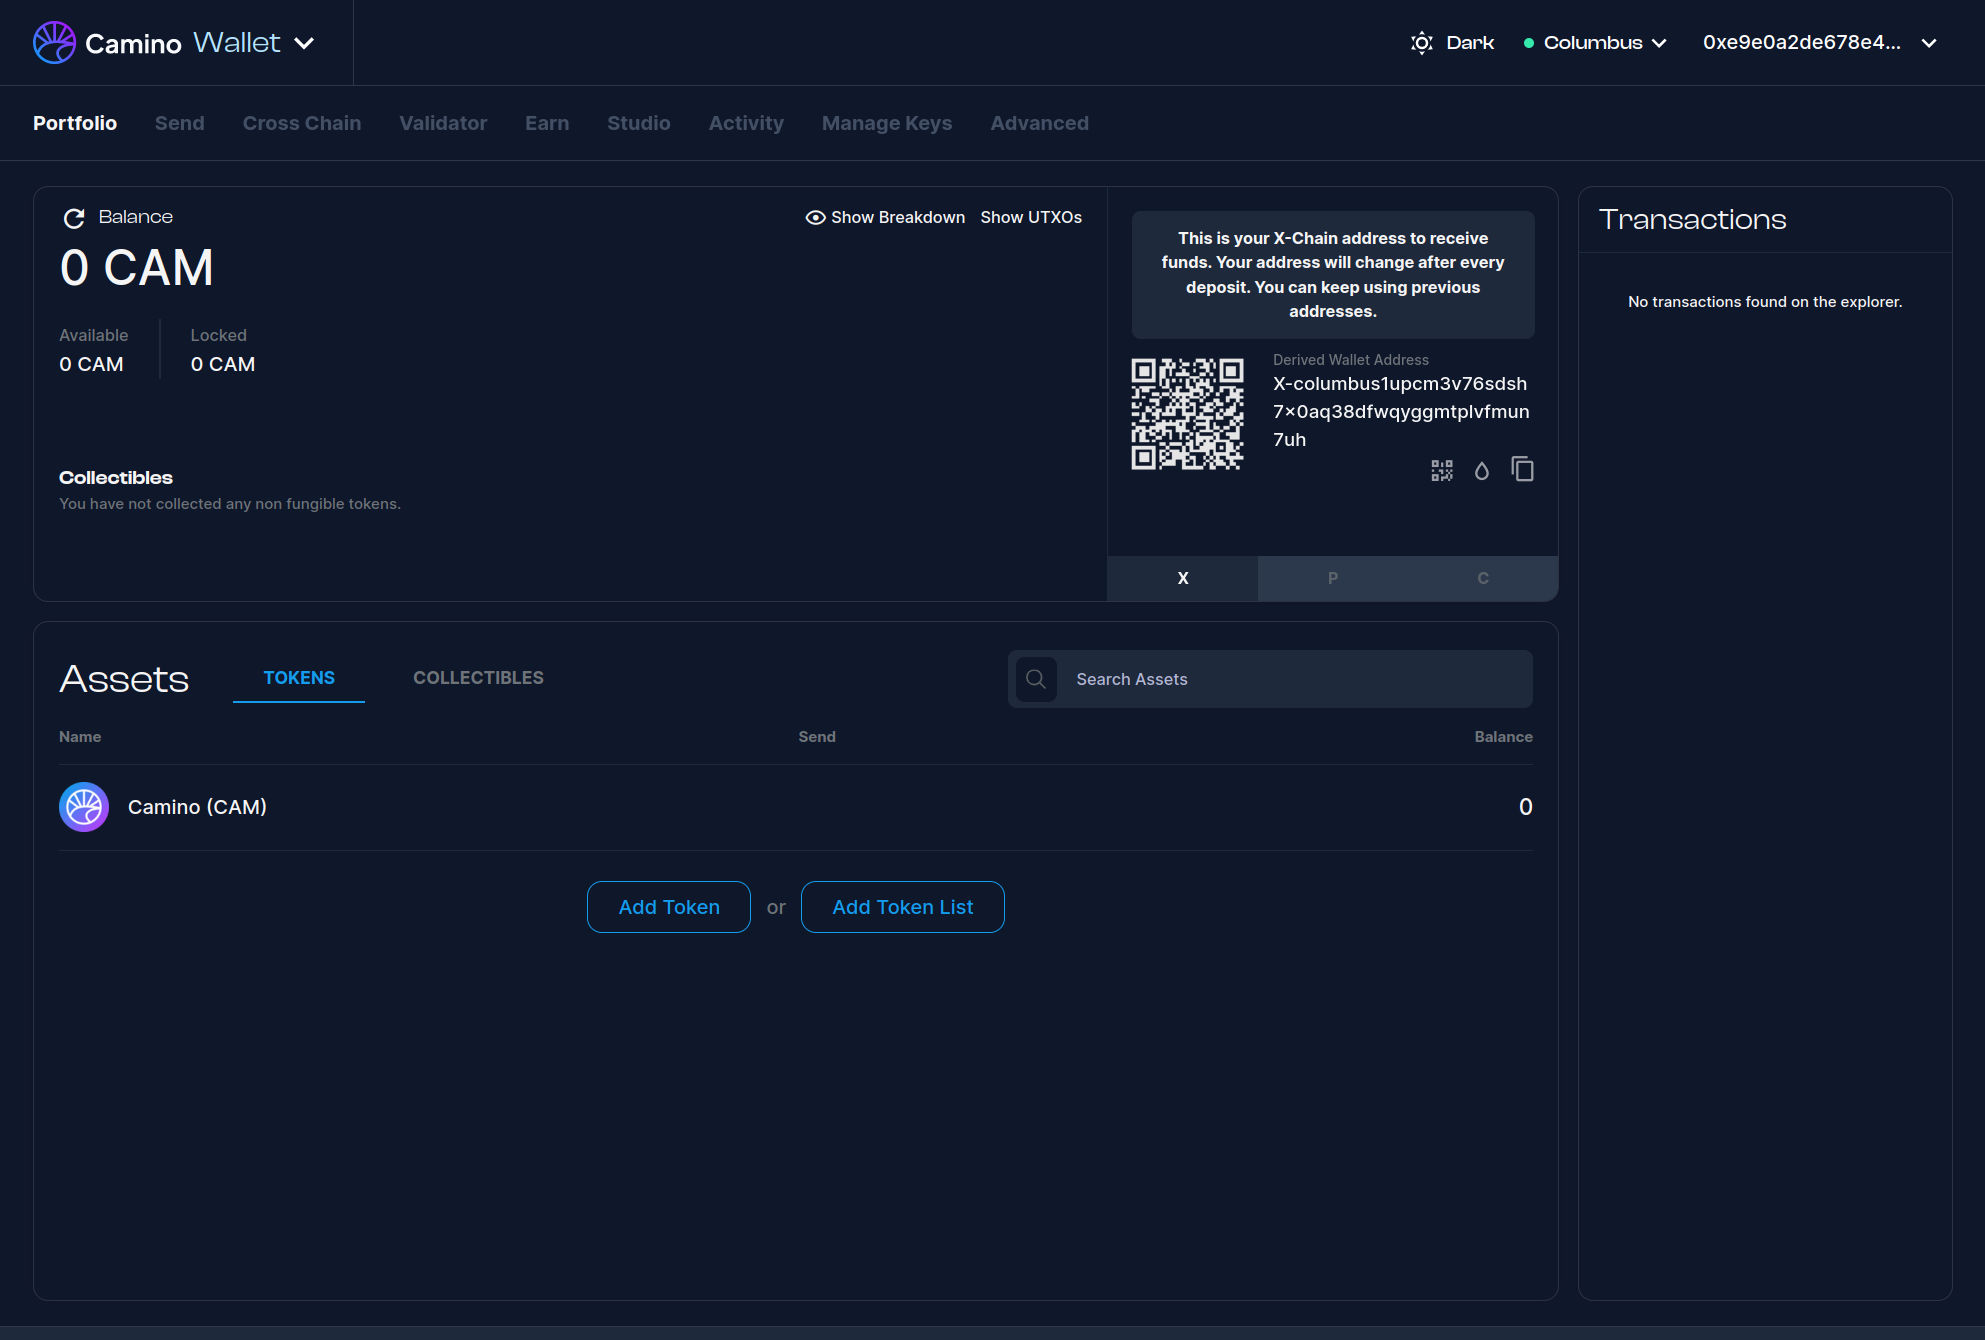 Camino Wallet
Dark
Columbus
0xe9e0a2de678e4...
Portfolio
Send
Cross Chain
Validator
Earn
Studio
Activity
Manage Keys
Advanced
Balance
Show Breakdown
Show UTXOs
0 CAM
Available
0 CAM
Locked
0 CAM
Collectibles
You have not collected any non fungible tokens.
This is your X-Chain address to receive
funds. Your address will change after every
deposit. You can keep using previous
addresses.
Derived Wallet Address
X-columbus1upcm3v76sdsh
7x0aq38dfwqyggmtplvfmun
7uh
X
P
C
Transactions
No transactions found on the explorer.
Assets
TOKENS
COLLECTIBLES
Search Assets
Name
Send
Balance
Camino (CAM)
0
Add Token
or
Add Token List